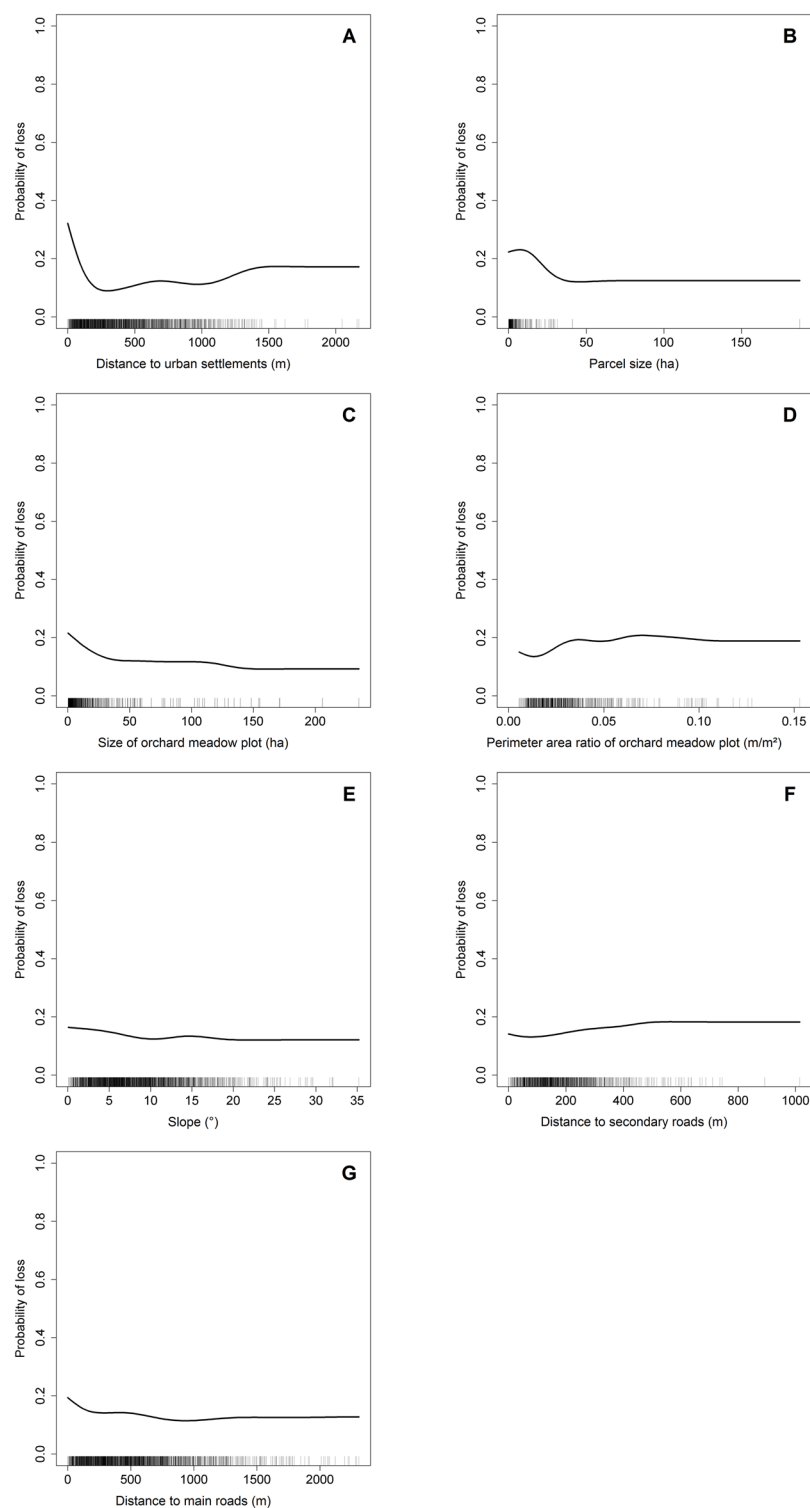 A
Probability of loss
0.0 0.2 0.4 0.6 0.8 1.0
0 500 1000 1500 2000
Distance to urban settlements (m)
B
Probability of loss
0.0 0.2 0.4 0.6 0.8 1.0
0 50 100 150
Parcel size (ha)
C
Probability of loss
0.0 0.2 0.4 0.6 0.8 1.0
0 50 100 150 200
Size of orchard meadow plot (ha)
D
Probability of loss
0.0 0.2 0.4 0.6 0.8 1.0
0.00 0.05 0.10 0.15
Perimeter area ratio of orchard meadow plot (m/m²)
E
Probability of loss
0.0 0.2 0.4 0.6 0.8 1.0
0 5 10 15 20 25 30 35
Slope (°)
F
Probability of loss
0.0 0.2 0.4 0.6 0.8 1.0
0 200 400 600 800 1000
Distance to secondary roads (m)
G
Probability of loss
0.0 0.2 0.4 0.6 0.8 1.0
0 500 1000 1500 2000
Distance to main roads (m)